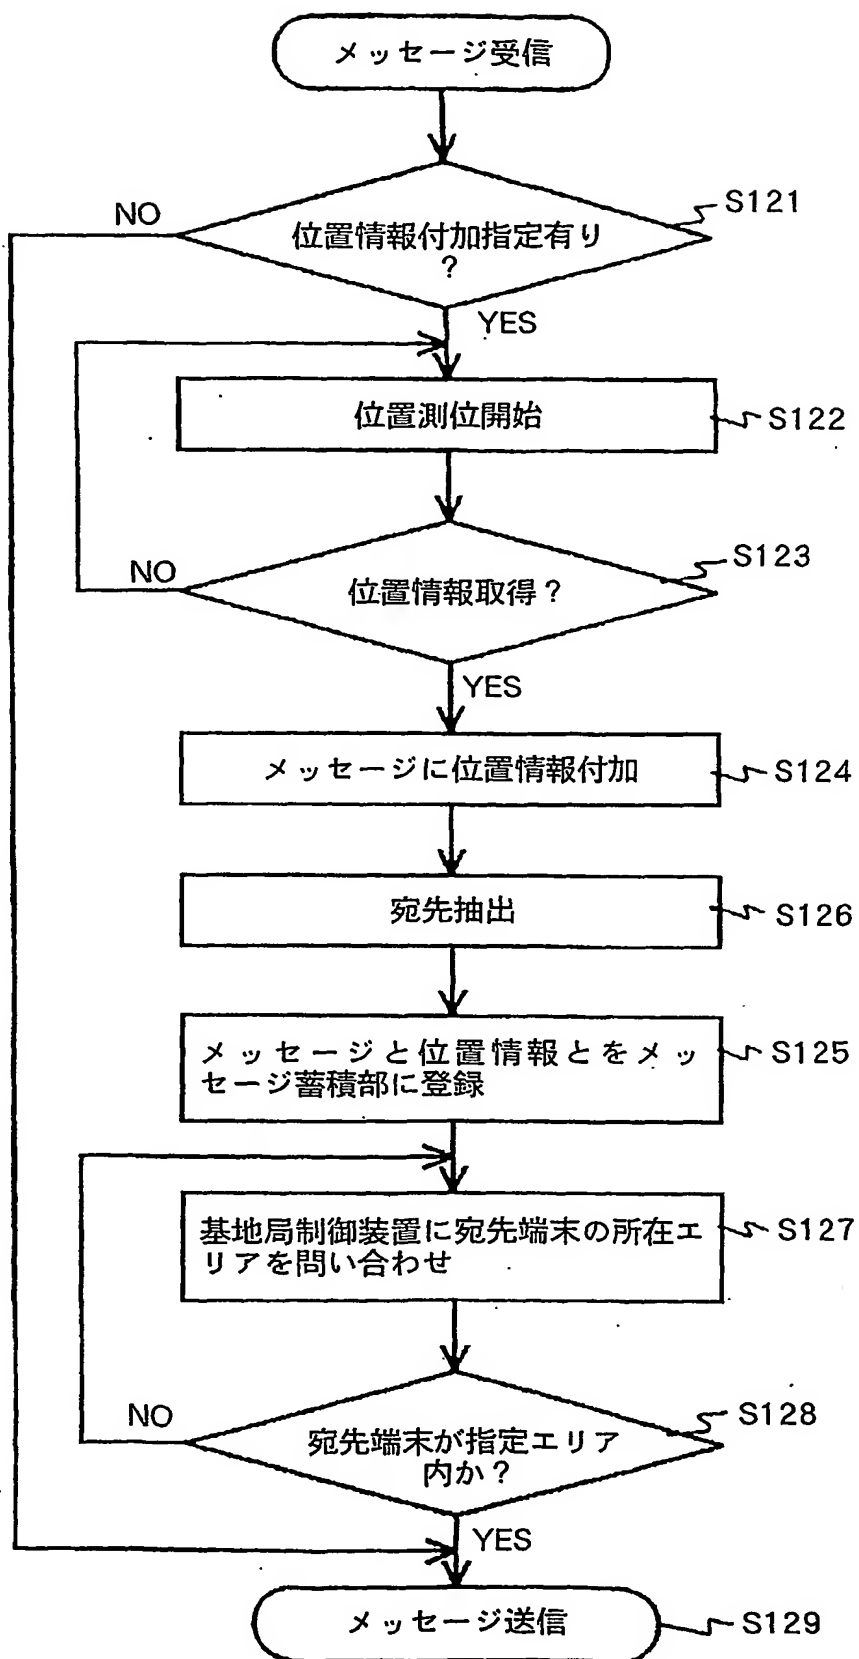 メッセージ受信
S121
NO
位置情報付加指定有り
?
YES
位置測位開始
S122
S123
NO
位置情報取得?
YES
メッセージに位置情報付加
S124
宛先抽出
S126
メッセージと位置情報とをメッ
セージ蓄積部に登録
S125
基地局制御装置に宛先端末の所在エ
リアを問い合わせ
S127
S128
NO
宛先端末が指定エリア
内か?
YES
メッセージ送信
S129